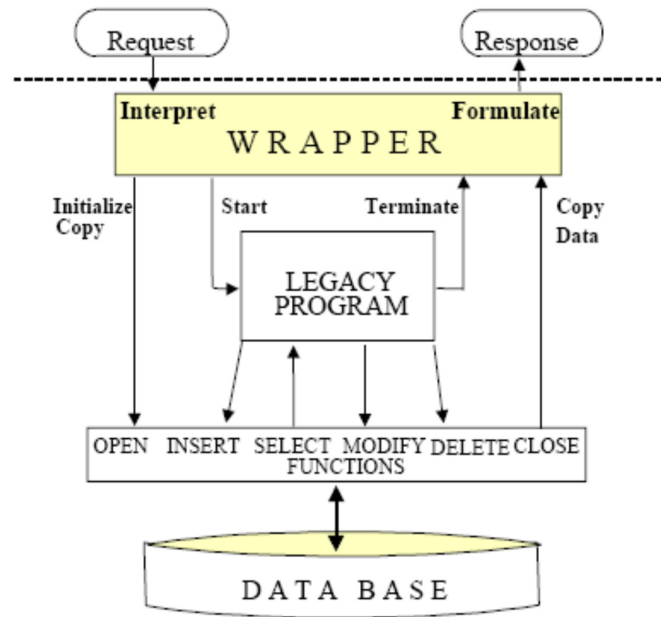 Request Response
Interpret Formulate
WRAPPER
Initialize Start Terminate Copy
Copy Data
LEGACY
PROGRAM
OPEN INSERT SELECT MODIFY DELETE CLOSE
FUNCTIONS
DATA BASE